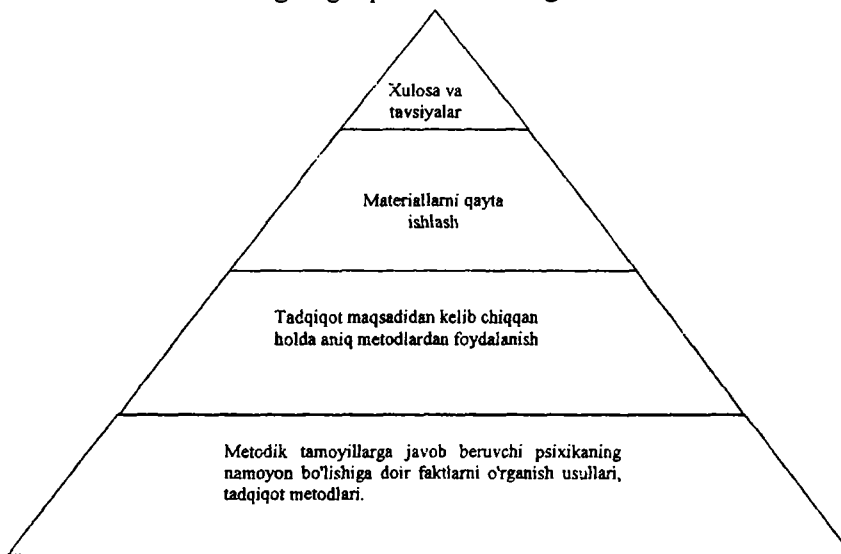 Xulosa va
tavsiyalar
Materiallarni qayta
ishlash
Tadqiqot maqsadidan kelib chiqqan
holda aniq metodlardan foydalanish
Metodik tamoyillarga javob beruvchi psixikaning
namoyon bo'lishiga doir faktlarni o'rganish usullari,
tadqiqot metodlari.